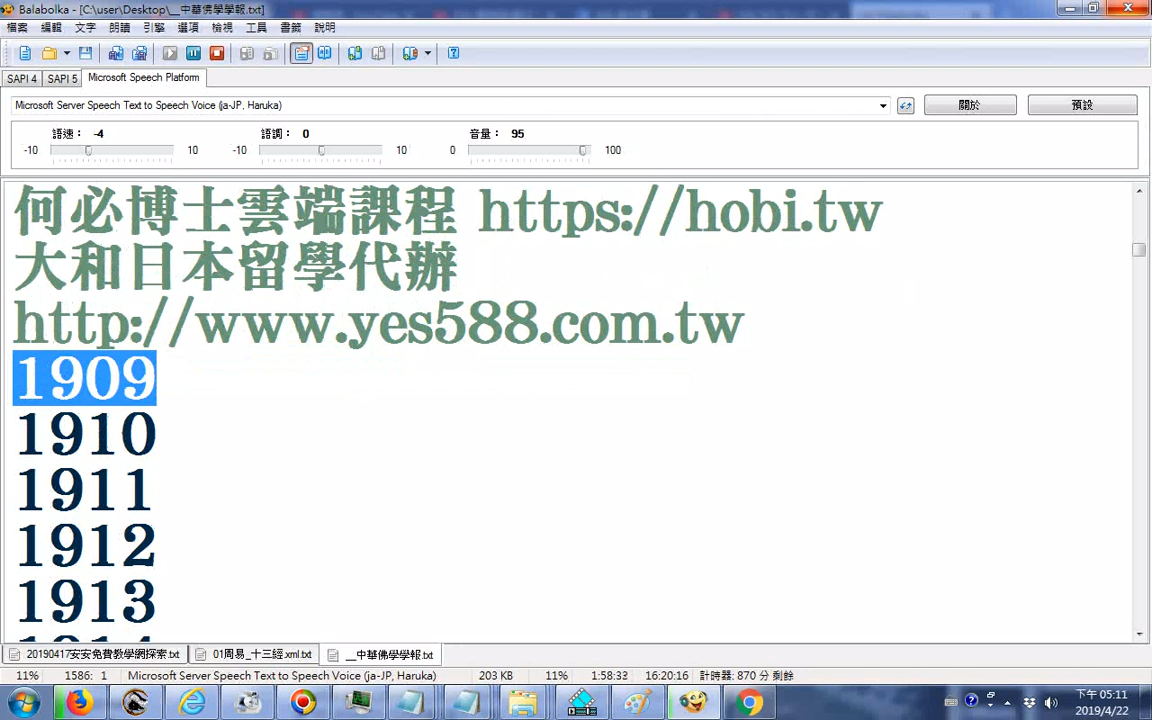 Balabolka - [C:\user\Desktop\__中華佛學學報.txt]
檔案 編輯 文字 朗讀 引擎 選項 檢視 工具 書籤 說明
SAPI 4 SAPI 5 Microsoft Speech Platform
Microsoft Server Speech Text to Speech Voice (ja-JP, Haruka) 關於 預設
語速： -4 語調： 0 音量： 95
-10 10 -10 10 0 100
何必博士雲端課程 https://hobi.tw
大和日本留學代辦
http://www.yes588.com.tw
1909
1910
1911
1912
1913
1914
20190417安安免費教學網探索.txt 01周易_十三經.xml.txt __中華佛學學報.txt
11% 1586: 1 Microsoft Server Speech Text to Speech Voice (ja-JP, Haruka) 203 KB 11% 1:58:33 16:20:16 計時器: 870 分 剩餘
下午 05:11
2019/4/22